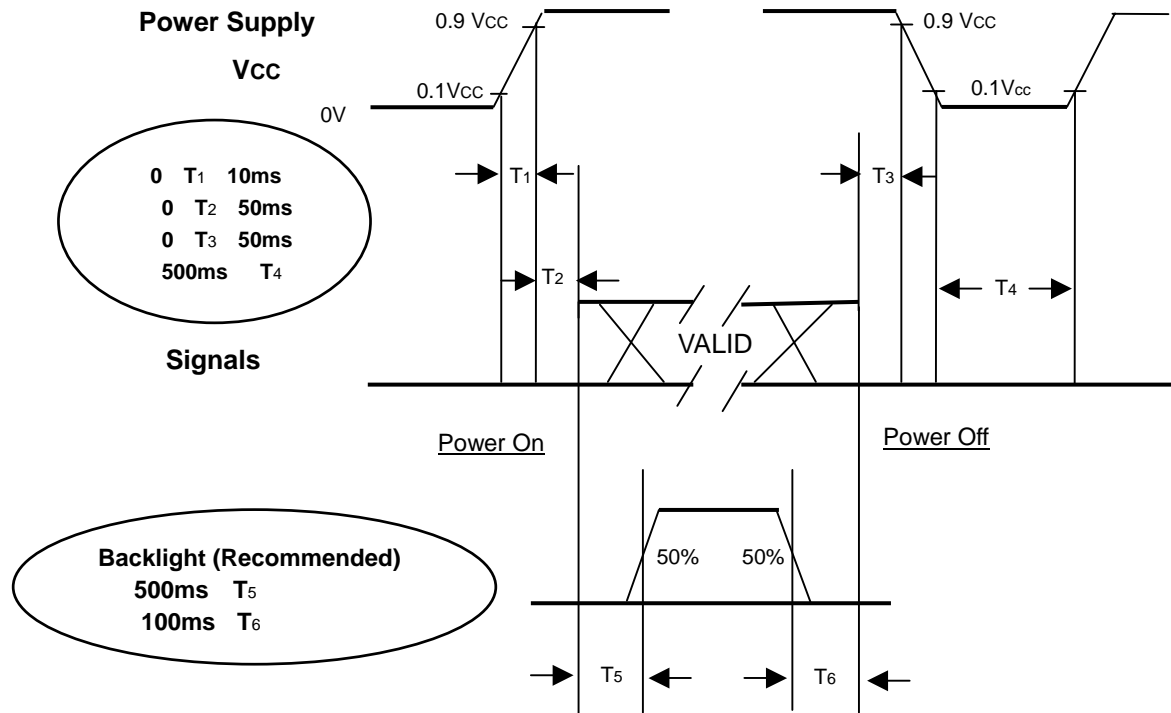 Power Supply
VCC
0.9 VCC
0.9 VCC
0.1VCC
0.1Vcc
0V
T1
T3
0 T1 10ms
0 T2 50ms
0 T3 50ms
500ms T4
T2
T4
VALID
Signals
Power On
Power Off
Backlight (Recommended)
500ms T5
100ms T6
50%
50%
T5
T6